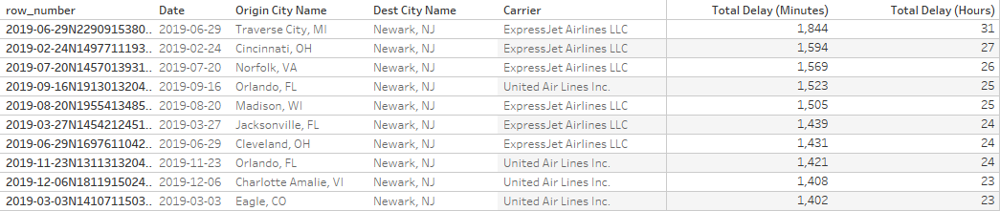 row_number Date Origin City Name Dest City Name Carrier Total Delay (Minutes) Total Delay (Hours)
2019-06-29N2290915380.. 2019-06-29 Traverse City, MI Newark, NJ ExpressJet Airlines LLC 1,844 31
2019-02-24N1497711193.. 2019-02-24 Cincinnati, OH Newark, NJ ExpressJet Airlines LLC 1,594 27
2019-07-20N1457013931.. 2019-07-20 Norfolk, VA Newark, NJ ExpressJet Airlines LLC 1,569 26
2019-09-16N1913013204.. 2019-09-16 Orlando, FL Newark, NJ United Air Lines Inc. 1,523 25
2019-08-20N1955413485.. 2019-08-20 Madison, WI Newark, NJ ExpressJet Airlines LLC 1,505 25
2019-03-27N1454212451.. 2019-03-27 Jacksonville, FL Newark, NJ ExpressJet Airlines LLC 1,439 24
2019-06-29N1697611042.. 2019-06-29 Cleveland, OH Newark, NJ ExpressJet Airlines LLC 1,431 24
2019-11-23N1311313204.. 2019-11-23 Orlando, FL Newark, NJ United Air Lines Inc. 1,421 24
2019-12-06N1811915024.. 2019-12-06 Charlotte Amalie, VI Newark, NJ United Air Lines Inc. 1,408 23
2019-03-03N1410711503.. 2019-03-03 Eagle, CO Newark, NJ United Air Lines Inc. 1,402 23